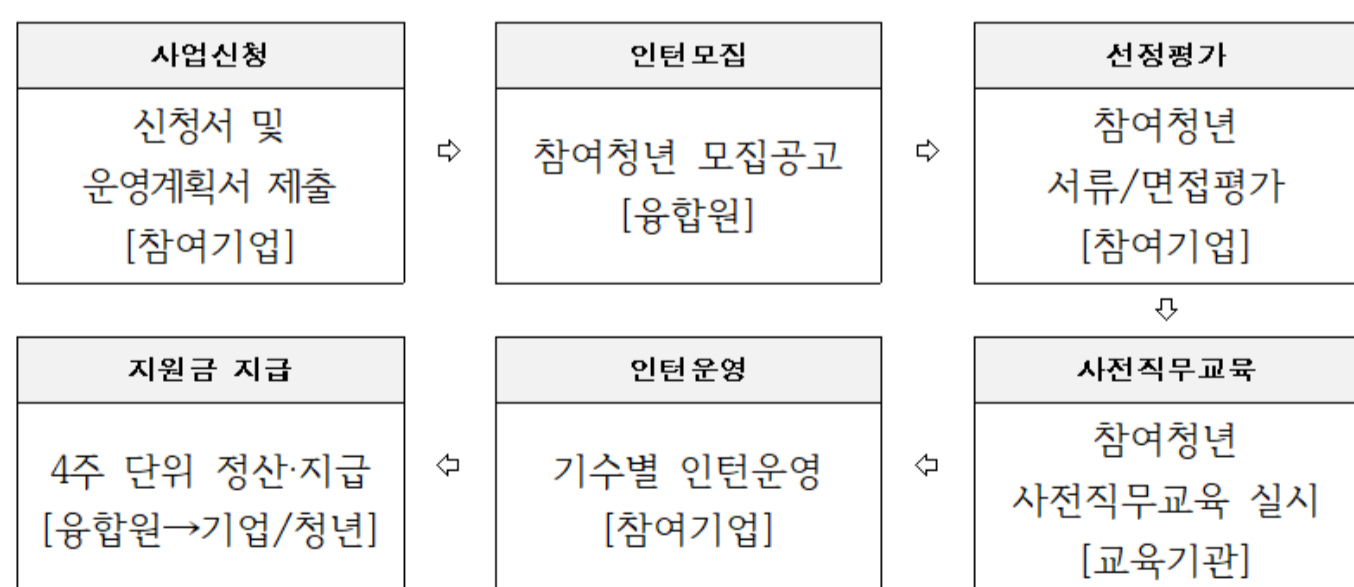 사업신청
신청서 및
운영계획서 제출
[참여기업]
인턴모집
참여청년 모집공고
[융합원]
선정평가
참여청년
서류/면접평가
[참여기업]
사전직무교육
참여청년
사전직무교육 실시
[교육기관]
인턴운영
기수별 인턴운영
[참여기업]
지원금 지급
4주 단위 정산·지급
[융합원→기업/청년]